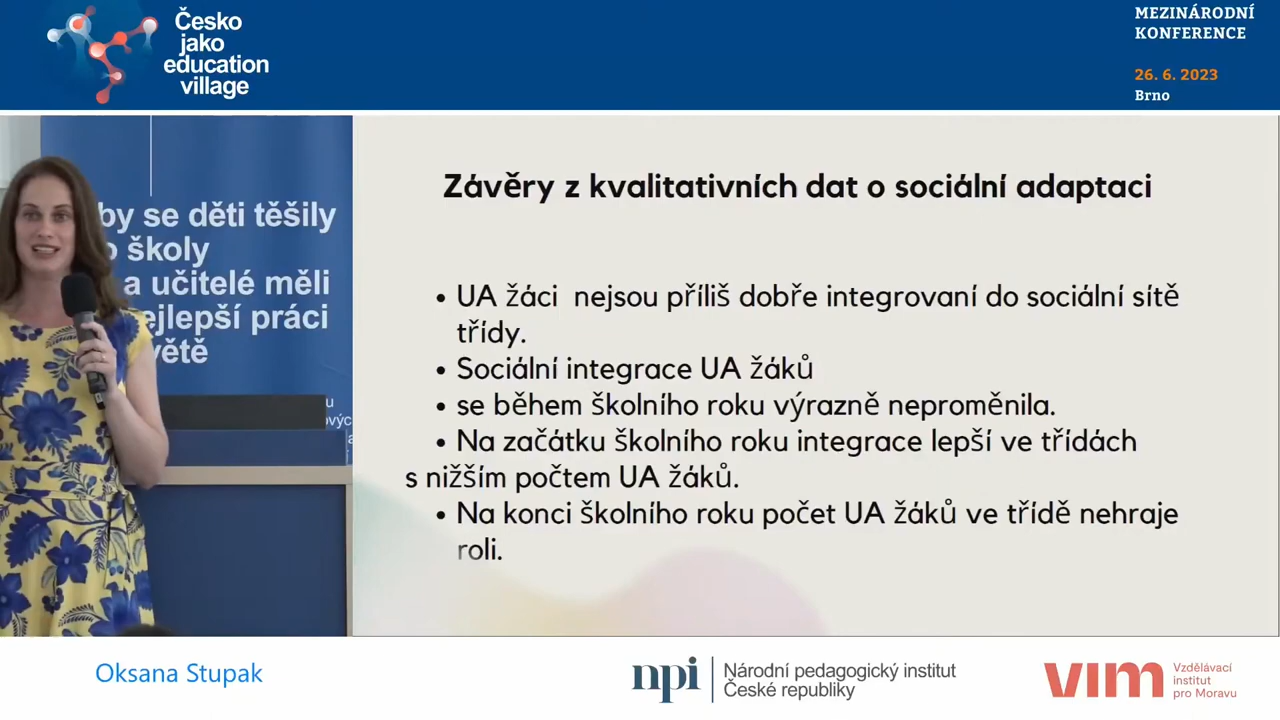 Česko
jako
education
village
MEZINÁRODNÍ
KONFERENCE
26. 6. 2023
Brno
by se děti těšily
školy
a učitelé měli
ejlepší práci
větě
Závěry z kvalitativních dat o sociální adaptaci
• UA žáci nejsou příliš dobře integrovaní do sociální sítě
třídy.
• Sociální integrace UA žáků
• se během školního roku výrazně neproměnila.
• Na začátku školního roku integrace lepší ve třídách
s nižším počtem UA žáků.
• Na konci školního roku počet UA žáků ve třídě nehraje
roli.
Oksana Stupak
npi
Národní pedagogický institut
České republiky
vim
Vzdělávací
institut
pro Moravu